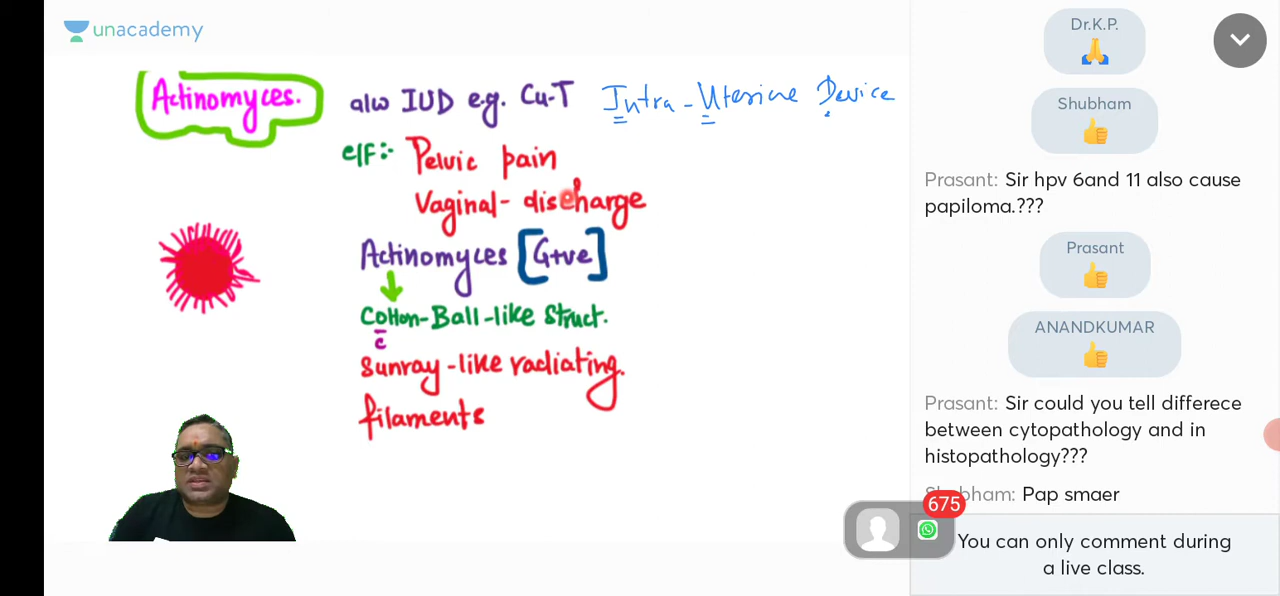 unacademy
Actinomyces.
a/w IUD e.g. Cu-T Intra-Uterine Device
c/F:- Pelvic pain
Vaginal- discharge
Actinomyces [G+ve]
Cotton-Ball-like Struct.
c̅
Sunray-like radiating.
filaments
Dr.K.P.
Shubham
Prasant: Sir hpv 6and 11 also cause
papiloma.???
Prasant
ANANDKUMAR
Prasant: Sir could you tell differece
between cytopathology and in
histopathology???
Shubham: Pap smaer
675
You can only comment during
a live class.